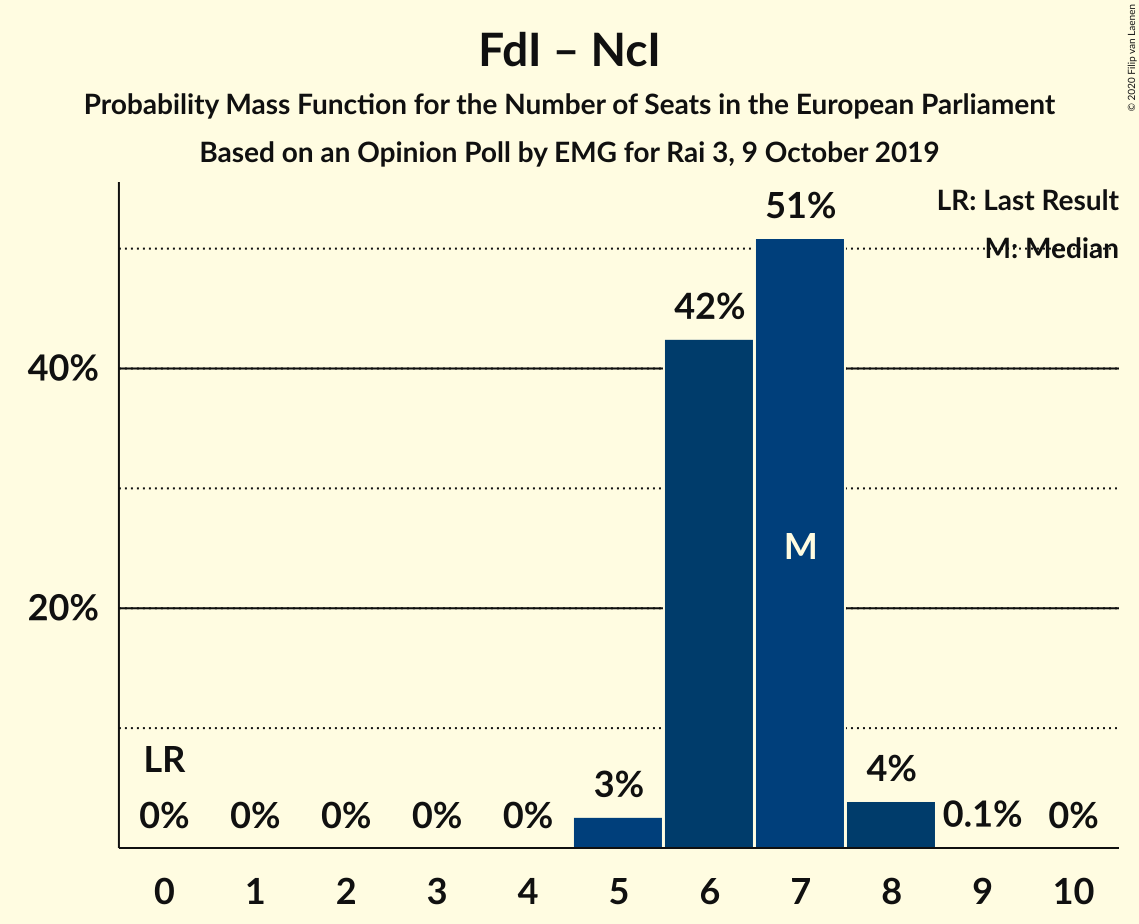 FdI – NcI
Probability Mass Function for the Number of Seats in the European Parliament
Based on an Opinion Poll by EMG for Rai 3, 9 October 2019
© 2020 Filip van Laenen
LR: Last Result
M: Median
51%
42%
40%
M
20%
LR
0% 0% 0% 0% 0% 3% 4% 0.1% 0%
0 1 2 3 4 5 6 7 8 9 10